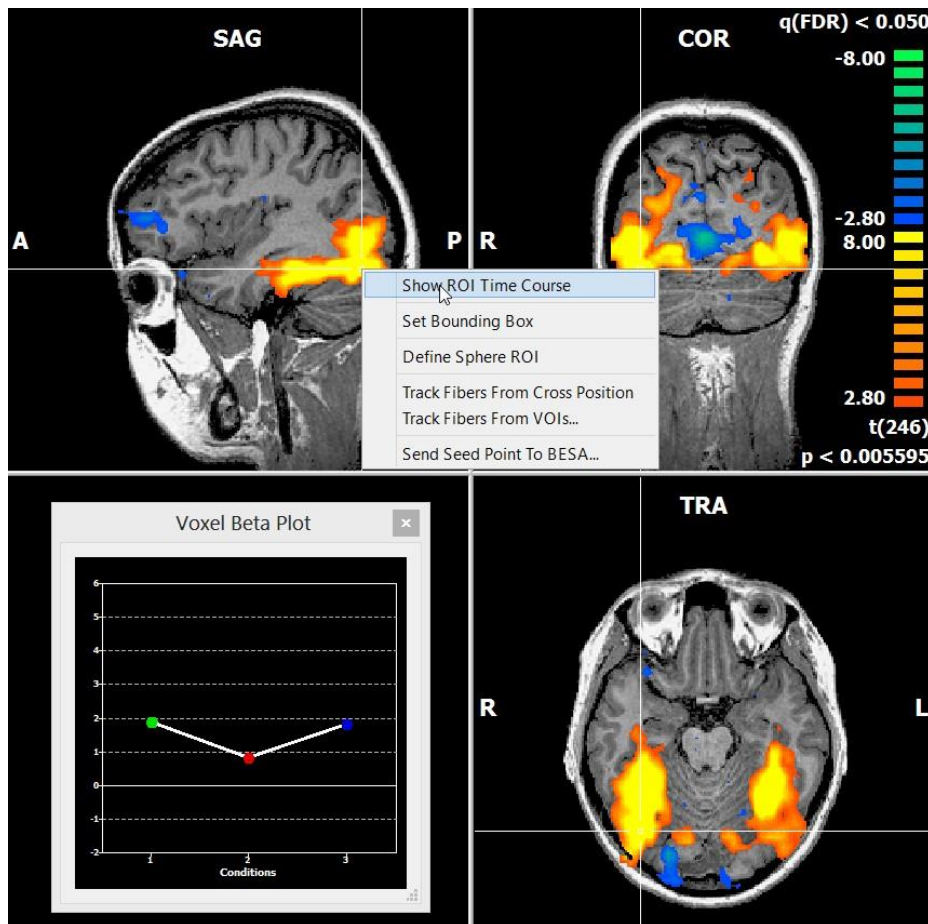 SAG
A
P
COR
R
q(FDR) < 0.050
-8.00
-2.80
8.00
2.80
t(246)
p < 0.005595
Show ROI Time Course
Set Bounding Box
Define Sphere ROI
Track Fibers From Cross Position
Track Fibers From VOIs...
Send Seed Point To BESA...
Voxel Beta Plot
×
6
5
4
3
2
1
0
-1
-2
1 2 3
Conditions
TRA
R
L